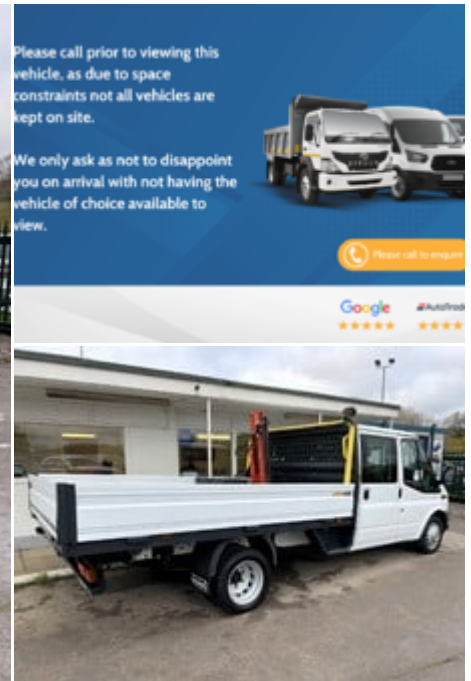 Please call prior to viewing this
vehicle, as due to space
constraints not all vehicles are
kept on site.
We only ask as not to disappoint
you on arrival with not having the
vehicle of choice available to
view.
Please call to enquire
Google
AutoTrad